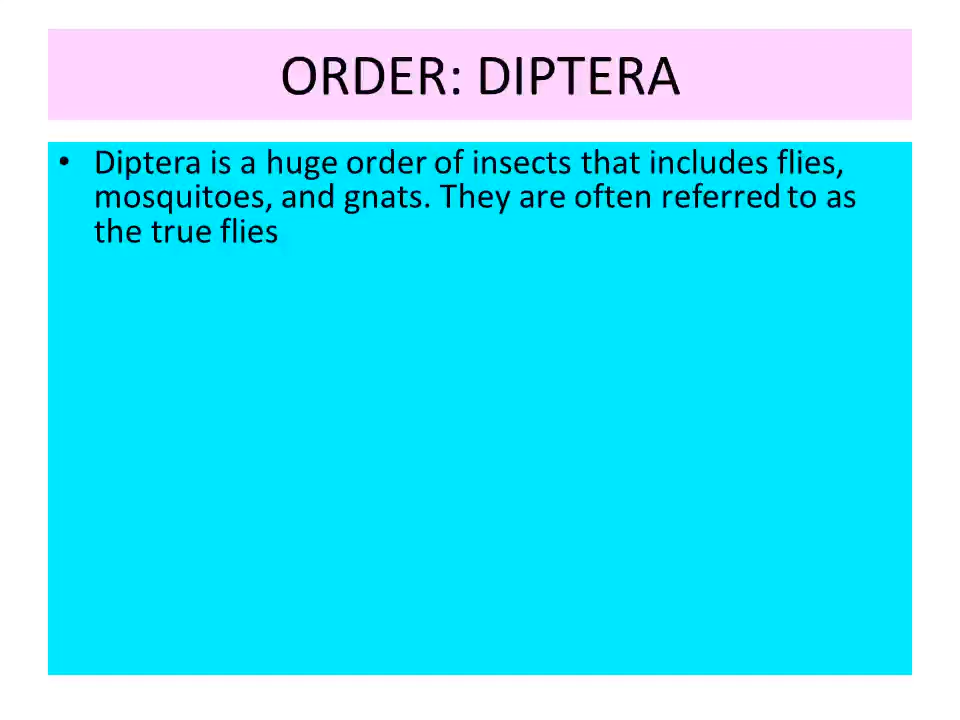 ORDER: DIPTERA
• Diptera is a huge order of insects that includes flies,
mosquitoes, and gnats. They are often referred to as
the true flies